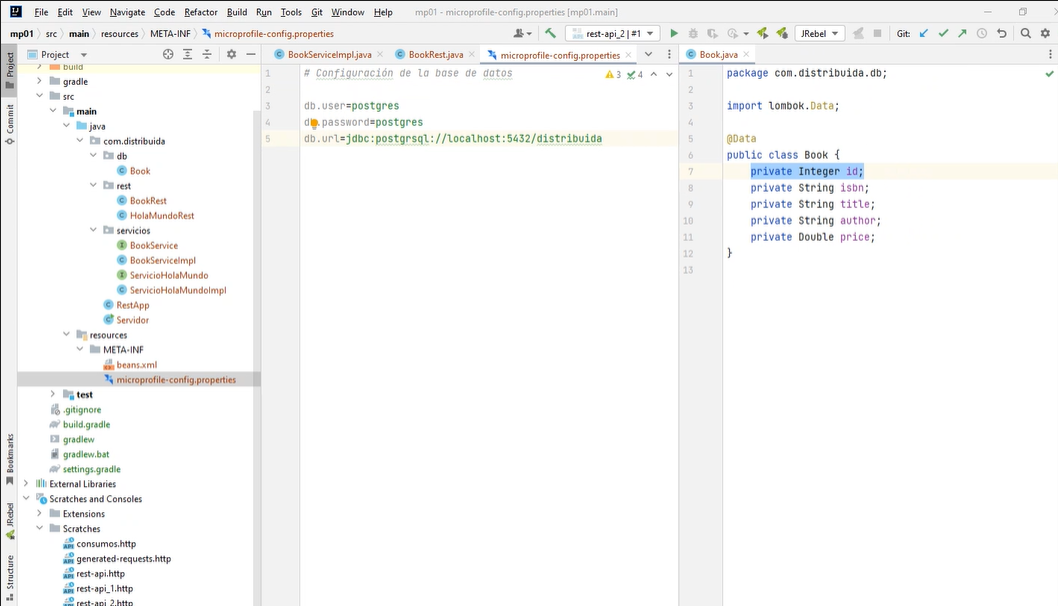 File Edit View Navigate Code Refactor Build Run Tools Git Window Help mp01 - microprofile-config.properties [mp01.main]
mp01 src main resources META-INF microprofile-config.properties rest-api_2 | #1 JRebel Git:
Project
BookServiceImpl.java BookRest.java microprofile-config.properties Book.java
Project
Commit
Bookmarks
JRebel
Structure
build
gradle
src
main
java
com.distribuida
db
Book
rest
BookRest
HolaMundoRest
servicios
BookService
BookServiceImpl
ServicioHolaMundo
ServicioHolaMundoImpl
RestApp
Servidor
resources
META-INF
beans.xml
microprofile-config.properties
test
.gitignore
build.gradle
gradlew
gradlew.bat
settings.gradle
External Libraries
Scratches and Consoles
Extensions
Scratches
consumos.http
generated-requests.http
rest-api.http
rest-api_1.http
rest-api_2.http
1 # Configuración de la base de datos 3 4
2
3 db.user=postgres
4 db.password=postgres
5 db.url=jdbc:postgrsql://localhost:5432/distribuida
1 package com.distribuida.db;
2
3 import lombok.Data;
4
5 @Data
6 public class Book {
7 private Integer id;
8 private String isbn;
9 private String title;
10 private String author;
11 private Double price;
12 }
13